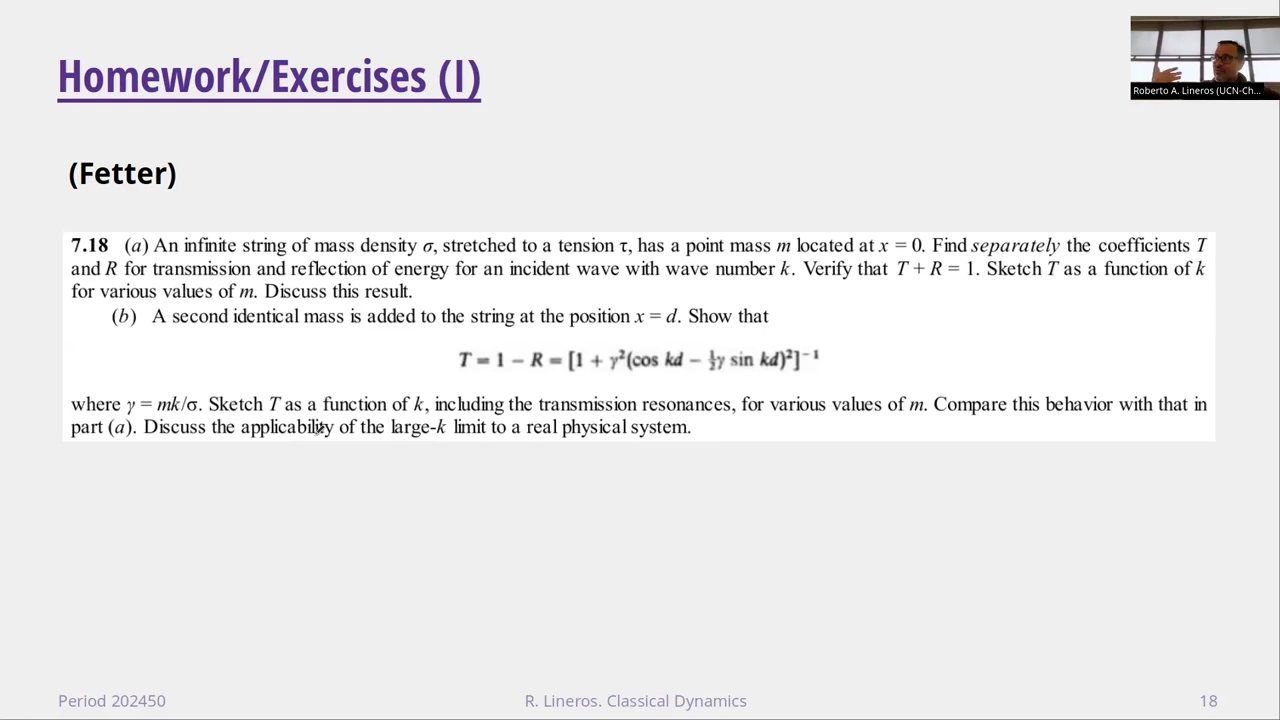 Homework/Exercises (I)
Roberto A. Lineros (UCN-Ch...
(Fetter)
7.18 (a) An infinite string of mass density σ, stretched to a tension τ, has a point mass m located at x = 0. Find separately the coefficients T
and R for transmission and reflection of energy for an incident wave with wave number k. Verify that T + R = 1. Sketch T as a function of k
for various values of m. Discuss this result.
(b) A second identical mass is added to the string at the position x = d. Show that
T = 1 − R = [1 + γ²(cos kd − ½γ sin kd)²]⁻¹
where γ = mk/σ. Sketch T as a function of k, including the transmission resonances, for various values of m. Compare this behavior with that in
part (a). Discuss the applicability of the large-k limit to a real physical system.
Period 202450
R. Lineros. Classical Dynamics
18